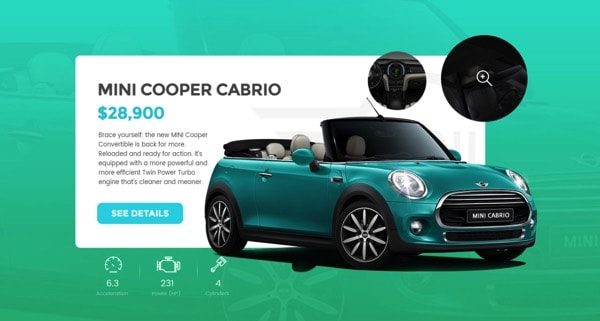 MINI COOPER CABRIO
$28,900
Brace yourself: the new MINI Cooper
Convertible is back for more.
Reloaded and ready for action. It's
equipped with a more powerful and
more efficient Twin Power Turbo
engine that's cleaner and meaner.
SEE DETAILS
MINI CABRIO
6.3
Acceleration
231
Power (HP)
4
Cylinders
MINI